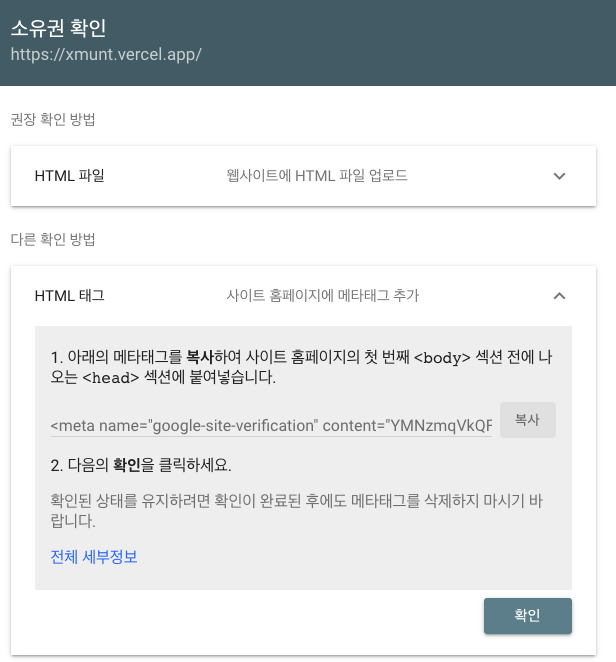 소유권 확인
https://xmunt.vercel.app/
권장 확인 방법
HTML 파일 웹사이트에 HTML 파일 업로드
다른 확인 방법
HTML 태그 사이트 홈페이지에 메타태그 추가
1. 아래의 메타태그를 복사하여 사이트 홈페이지의 첫 번째 <body> 섹션 전에 나
오는 <head> 섹션에 붙여넣습니다.
<meta name="google-site-verification" content="YMNzmqVkQF 복사
2. 다음의 확인을 클릭하세요.
확인된 상태를 유지하려면 확인이 완료된 후에도 메타태그를 삭제하지 마시기 바
랍니다.
전체 세부정보
확인